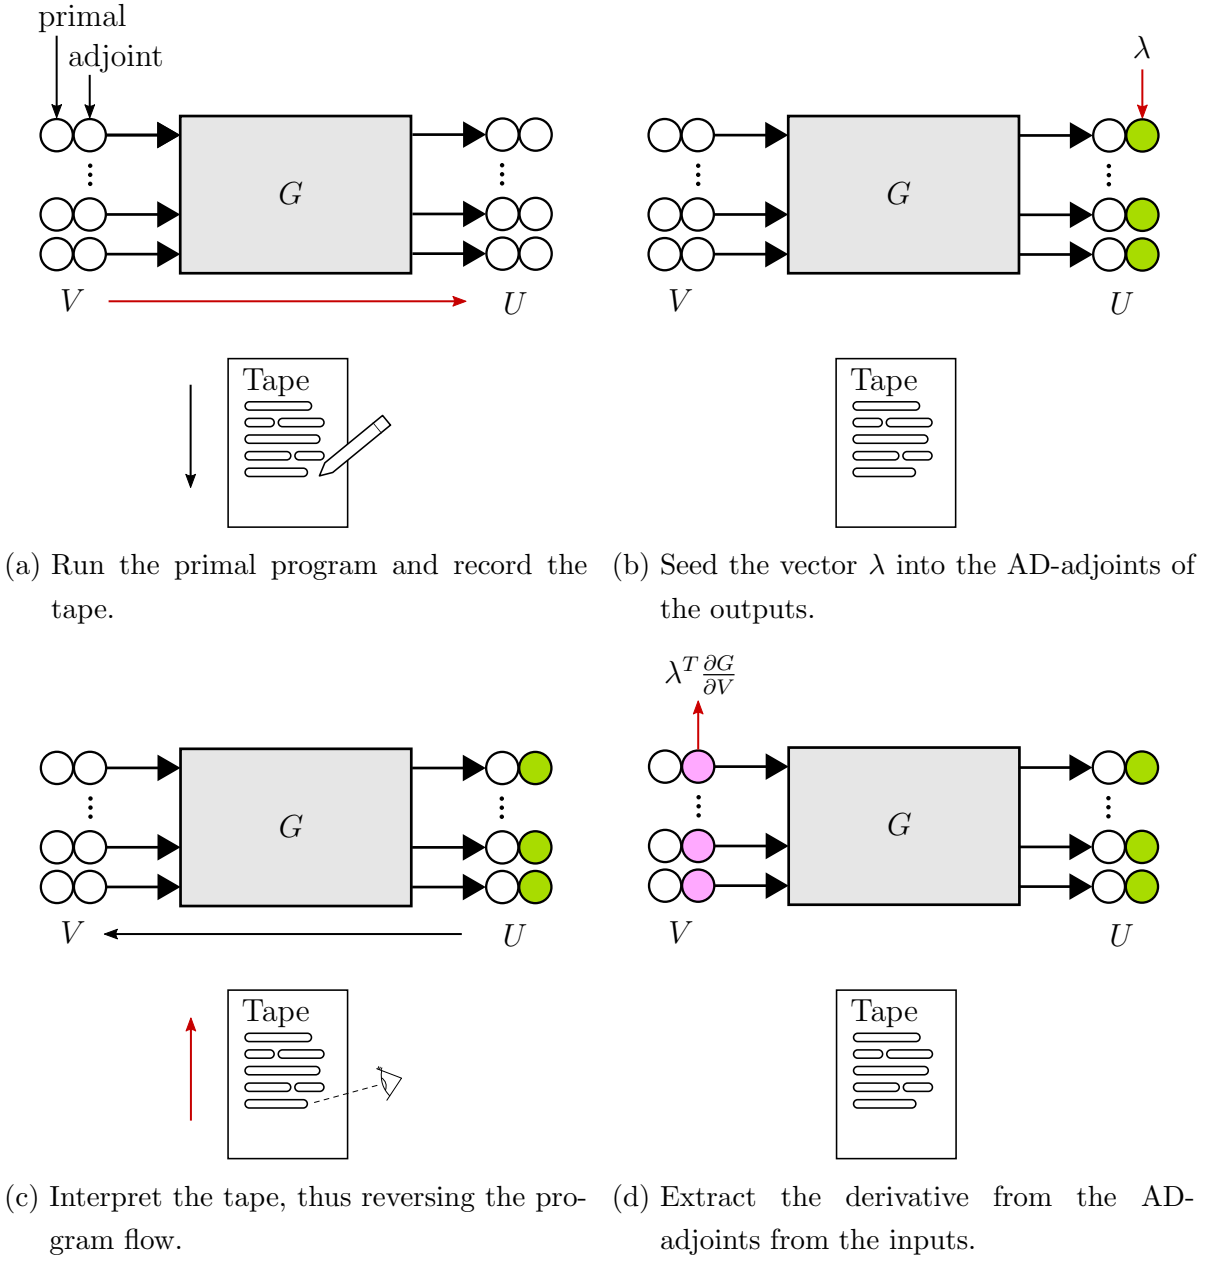 primal
adjoint
G
V
U
Tape
(a) Run the primal program and record the
tape.
λ
G
V
U
Tape
(b) Seed the vector λ into the AD-adjoints of
the outputs.
G
V
U
Tape
(c) Interpret the tape, thus reversing the pro-
gram flow.
λ^T ∂G/∂V
G
V
U
Tape
(d) Extract the derivative from the AD-
adjoints from the inputs.